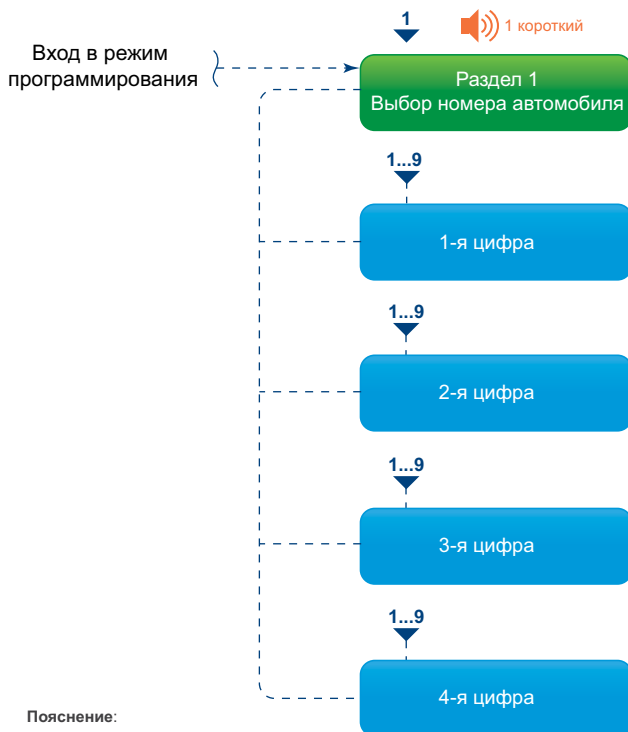 1
1 короткий
Вход в режим
программирования
Раздел 1
Выбор номера автомобиля
1...9
1-я цифра
1...9
2-я цифра
1...9
3-я цифра
1...9
4-я цифра
Пояснение: